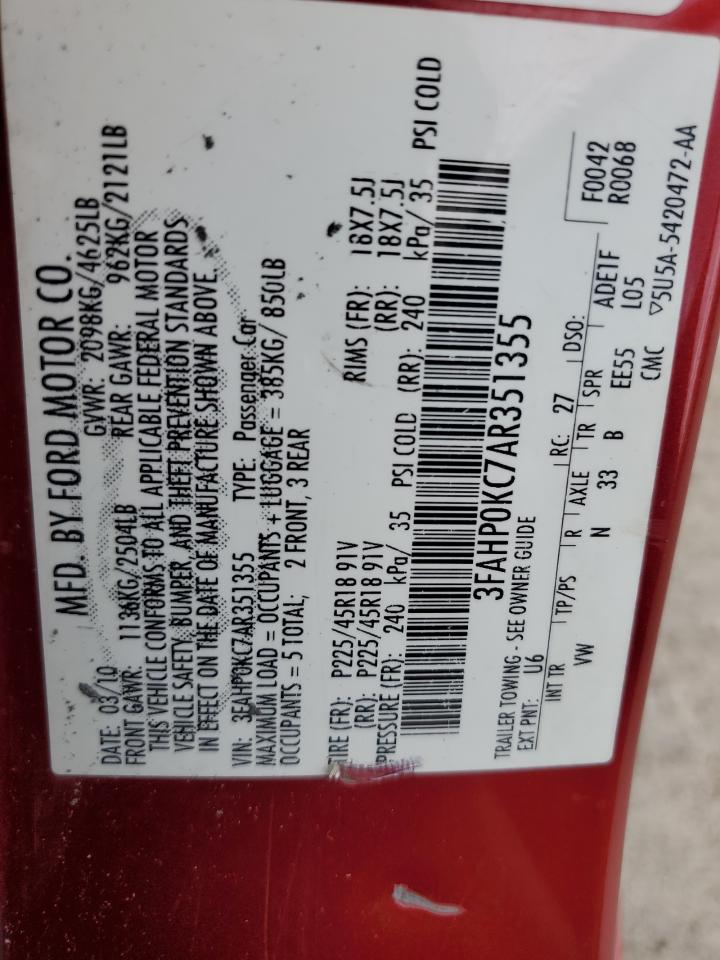 MFD. BY FORD MOTOR CO.
DATE: 03/10 GVWR: 2098KG/4625LB
FRONT GAWR: 1136KG/2504LB REAR GAWR: 962KG/2121LB
THIS VEHICLE CONFORMS TO ALL APPLICABLE FEDERAL MOTOR
VEHICLE SAFETY, BUMPER, AND THEFT PREVENTION STANDARDS
IN EFFECT ON THE DATE OF MANUFACTURE SHOWN ABOVE.
VIN: 3FAHP0KC7AR351355 TYPE: Passenger Car
MAXIMUM LOAD = OCCUPANTS + LUGGAGE = 385KG/ 850LB
OCCUPANTS = 5 TOTAL; 2 FRONT, 3 REAR
TIRE (FR): P225/45R18 91V RIMS (FR): 18X7.5J
(RR): P225/45R18 91V (RR): 18X7.5J
PRESSURE (FR): 240 kPa/ 35 PSI COLD (RR): 240 kPa/ 35 PSI COLD
3FAHP0KC7AR351355
TRAILER TOWING - SEE OWNER GUIDE
EXT PNT: U6 RC: 27 DSO: F0042
R0068
INT TR TP/PS R AXLE TR SPR ADE1F
VW N 33 B EE55 L05
CMC ▽5U5A-5420472-AA